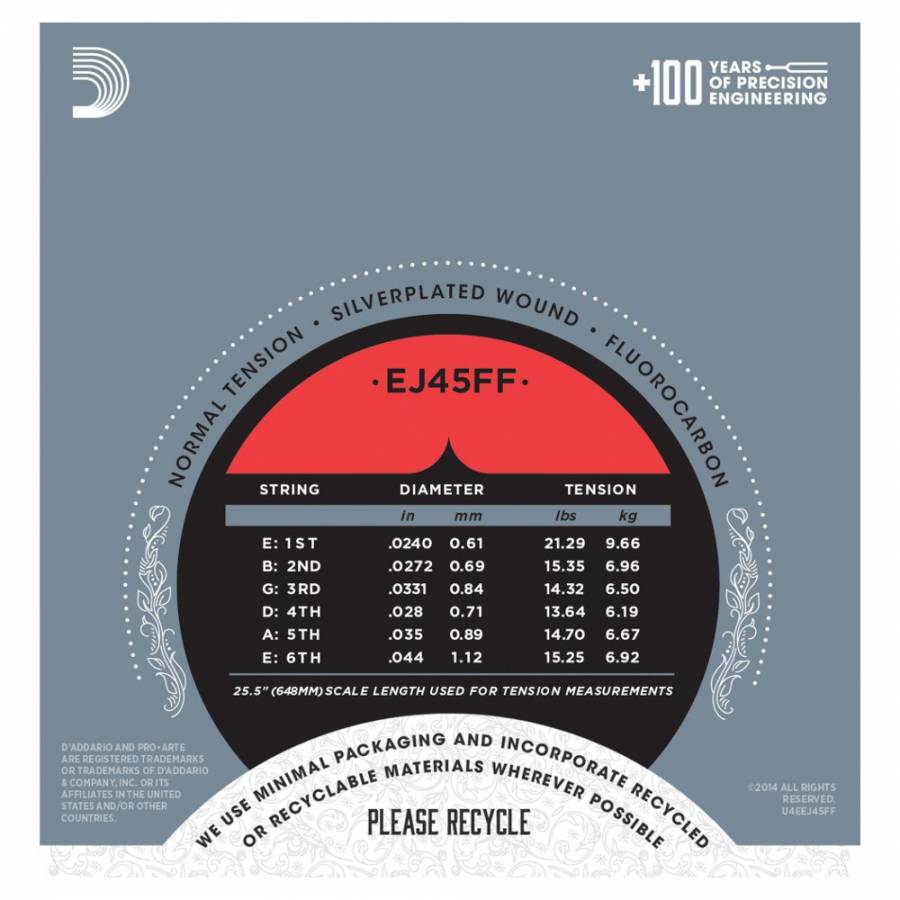 +100 YEARS
OF PRECISION
ENGINEERING
NORMAL TENSION • SILVERPLATED WOUND • FLUOROCARBON
·EJ45FF·
STRING DIAMETER TENSION
in mm lbs kg
E: 1ST .0240 0.61 21.29 9.66
B: 2ND .0272 0.69 15.35 6.96
G: 3RD .0331 0.84 14.32 6.50
D: 4TH .028 0.71 13.64 6.19
A: 5TH .035 0.89 14.70 6.67
E: 6TH .044 1.12 15.25 6.92
25.5" (648MM) SCALE LENGTH USED FOR TENSION MEASUREMENTS
D'ADDARIO AND PRO•ARTE
ARE REGISTERED TRADEMARKS
OR TRADEMARKS OF D'ADDARIO
& COMPANY, INC. OR ITS
AFFILIATES IN THE UNITED
STATES AND/OR OTHER
COUNTRIES.
WE USE MINIMAL PACKAGING AND INCORPORATE RECYCLED
OR RECYCLABLE MATERIALS WHEREVER POSSIBLE
PLEASE RECYCLE
©2014 ALL RIGHTS
RESERVED.
U4EEJ45FF